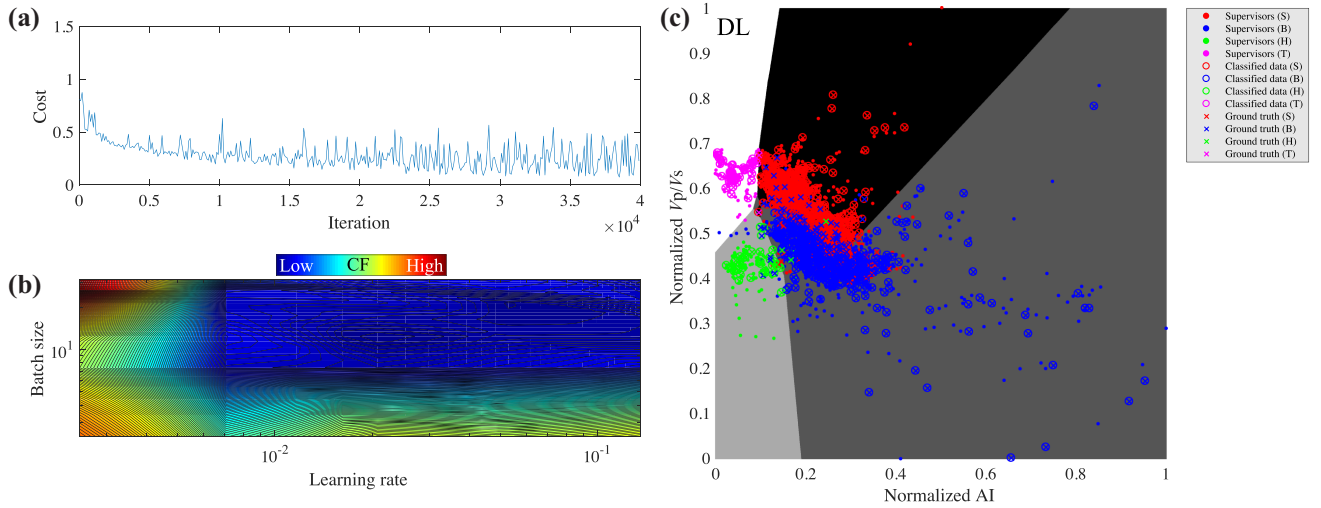 (a)
1.5
1
0.5
0
Cost
0
0.5
1
1.5
2
2.5
3
3.5
4
Iteration
×10^4
Low CF High
(b)
Batch size
10^1
10^-2
10^-1
Learning rate
(c)
DL
1
0.9
0.8
0.7
0.6
0.5
0.4
0.3
0.2
0.1
0
Normalized Vp/Vs
0
0.2
0.4
0.6
0.8
1
Normalized AI
Supervisors (S)
Supervisors (B)
Supervisors (H)
Supervisors (T)
Classified data (S)
Classified data (B)
Classified data (H)
Classified data (T)
Ground truth (S)
Ground truth (B)
Ground truth (H)
Ground truth (T)